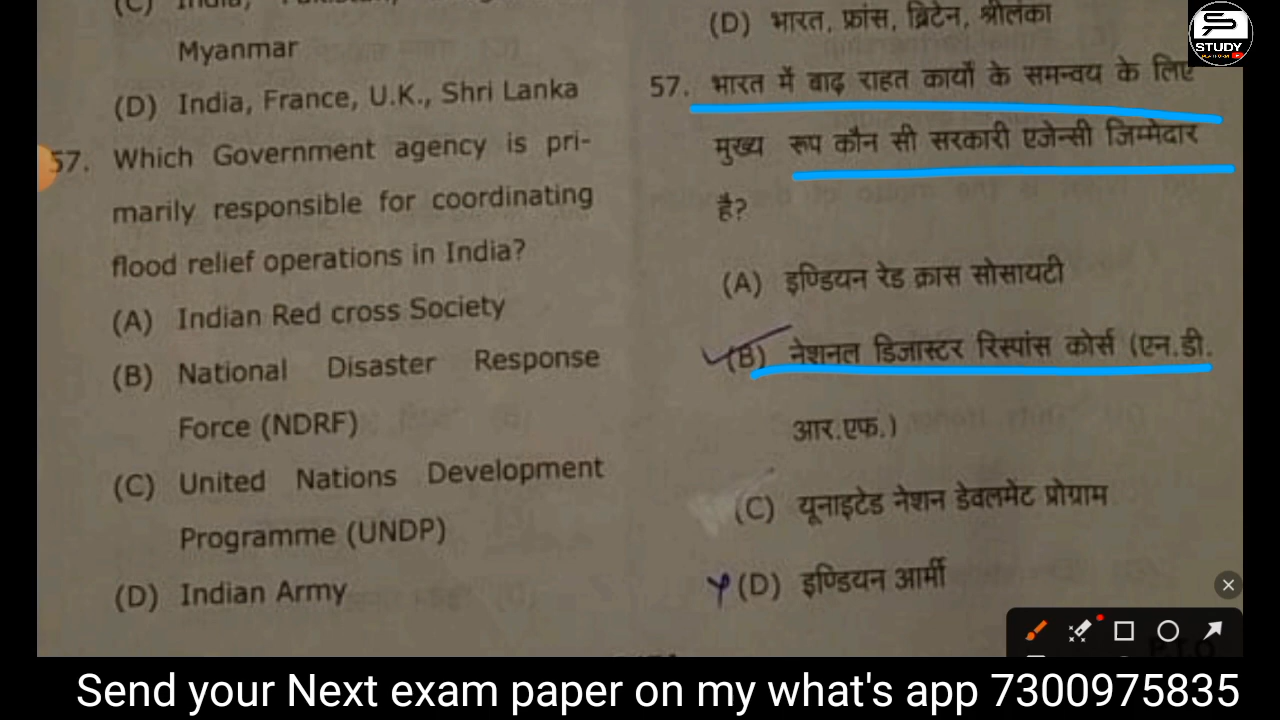 Myanmar
(D) India, France, U.K., Shri Lanka
57. Which Government agency is pri-
marily responsible for coordinating
flood relief operations in India?
(A) Indian Red cross Society
(B) National Disaster Response
Force (NDRF)
(C) United Nations Development
Programme (UNDP)
(D) Indian Army
(D) भारत, फ्रांस, ब्रिटेन, श्रीलंका
57. भारत में बाढ़ राहत कार्यो के समन्वय के लिए
मुख्य रूप कौन सी सरकारी एजेन्सी जिम्मेदार
है?
(A) इण्डियन रेड क्रास सोसायटी
(B) नेशनल डिजास्टर रिस्पांस कोर्स (एन.डी.
आर.एफ.)
(C) यूनाइटेड नेशन डेवलमेट प्रोग्राम
(D) इण्डियन आर्मी
SP
STUDY
P.T.O.
Send your Next exam paper on my what's app 7300975835